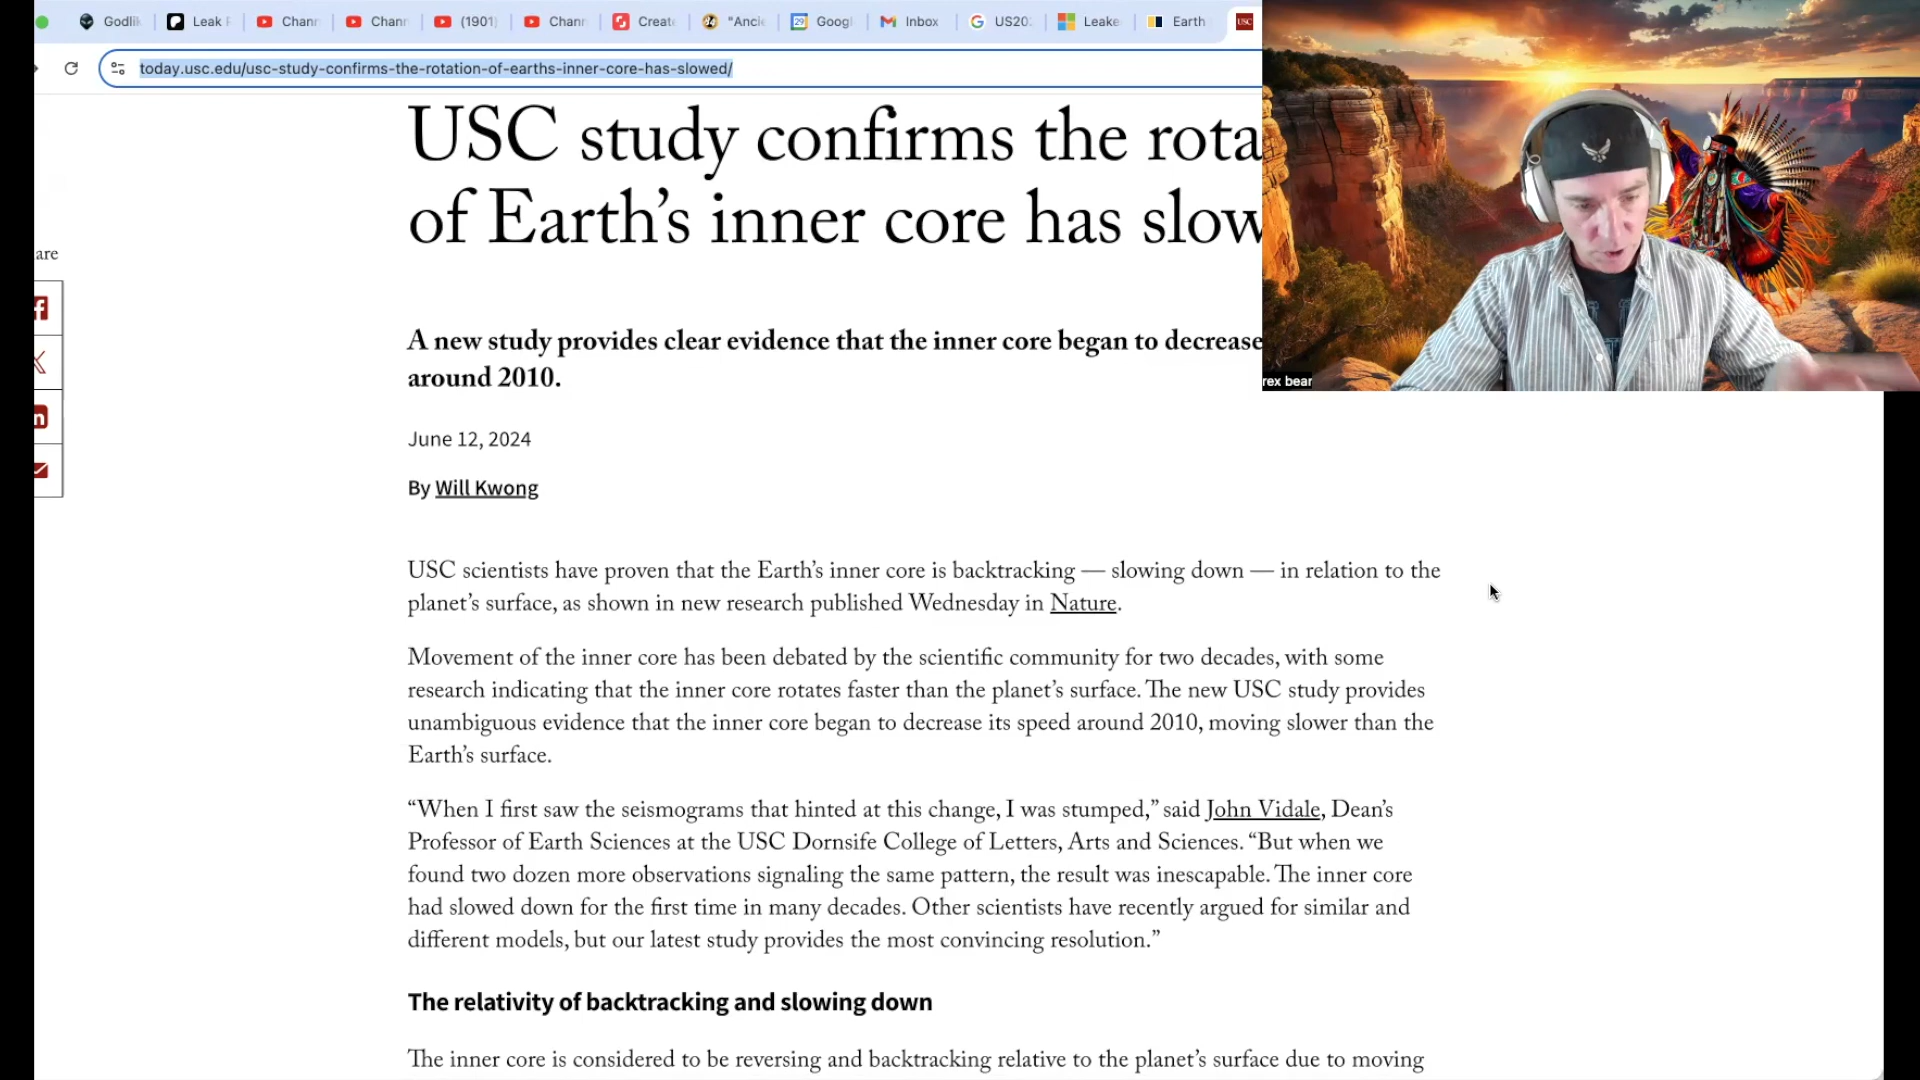 Godlik
Leak F
Chann
Chann
(1901)
Chann
Create
"Ancie
29
Googl
Inbox
US20
Leake
Earth
USC
today.usc.edu/usc-study-confirms-the-rotation-of-earths-inner-core-has-slowed/
USC study confirms the rota
of Earth's inner core has slow
are
A new study provides clear evidence that the inner core began to decrease
around 2010.
rex bear
June 12, 2024
By Will Kwong
USC scientists have proven that the Earth's inner core is backtracking — slowing down — in relation to the
planet's surface, as shown in new research published Wednesday in Nature.
Movement of the inner core has been debated by the scientific community for two decades, with some
research indicating that the inner core rotates faster than the planet's surface. The new USC study provides
unambiguous evidence that the inner core began to decrease its speed around 2010, moving slower than the
Earth's surface.
“When I first saw the seismograms that hinted at this change, I was stumped,” said John Vidale, Dean's
Professor of Earth Sciences at the USC Dornsife College of Letters, Arts and Sciences. “But when we
found two dozen more observations signaling the same pattern, the result was inescapable. The inner core
had slowed down for the first time in many decades. Other scientists have recently argued for similar and
different models, but our latest study provides the most convincing resolution.”
The relativity of backtracking and slowing down
The inner core is considered to be reversing and backtracking relative to the planet's surface due to moving